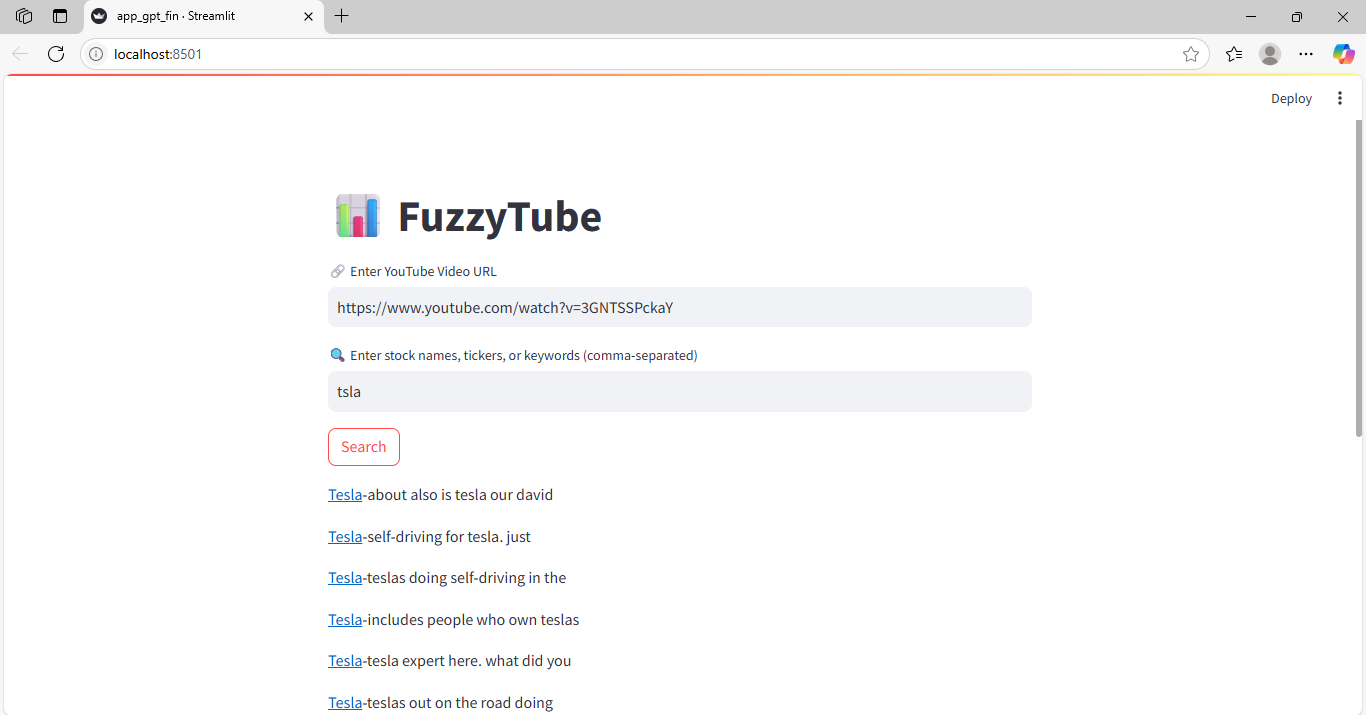 app_gpt_fin · Streamlit
localhost:8501
Deploy
FuzzyTube
Enter YouTube Video URL
https://www.youtube.com/watch?v=3GNTSSPckaY
Enter stock names, tickers, or keywords (comma-separated)
tsla
Search
Tesla-about also is tesla our david
Tesla-self-driving for tesla. just
Tesla-teslas doing self-driving in the
Tesla-includes people who own teslas
Tesla-tesla expert here. what did you
Tesla-teslas out on the road doing